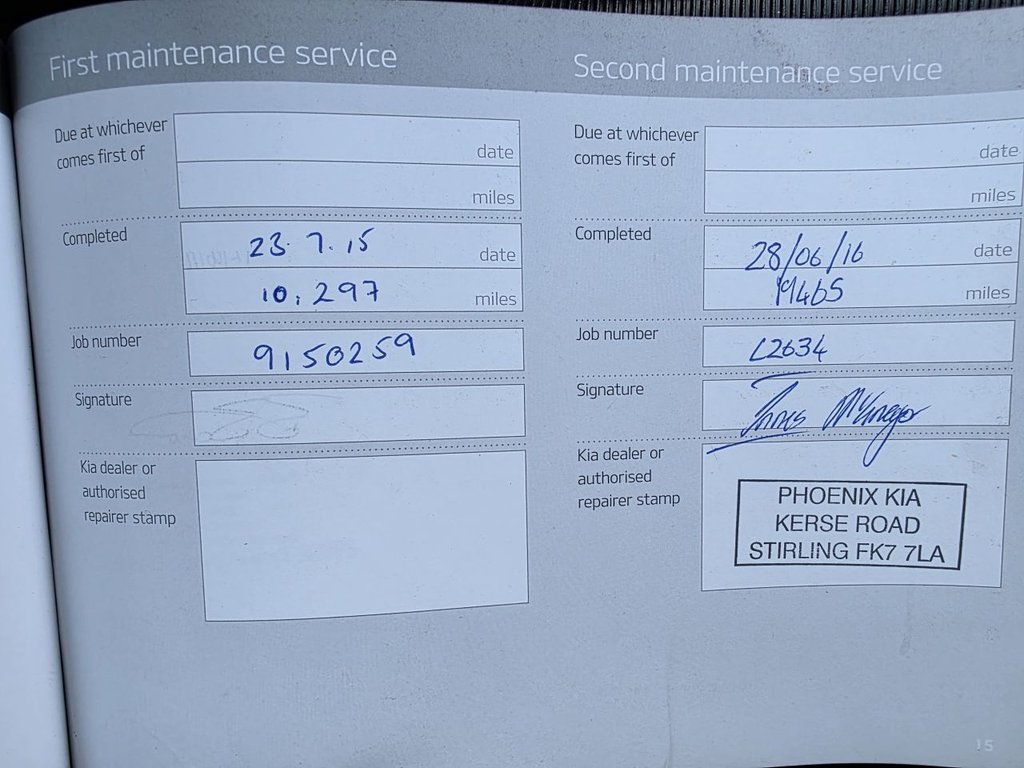 First maintenance service
Due at whichever
comes first of
date
miles
Completed
23.7.15 date
10,297 miles
Job number
9150259
Signature
Kia dealer or
authorised
repairer stamp
Second maintenance service
Due at whichever
comes first of
date
miles
Completed
28/06/16 date
miles
Job number
L2634
Signature
McGregor
Kia dealer or
authorised
repairer stamp
PHOENIX KIA
KERSE ROAD
STIRLING FK7 7LA
15